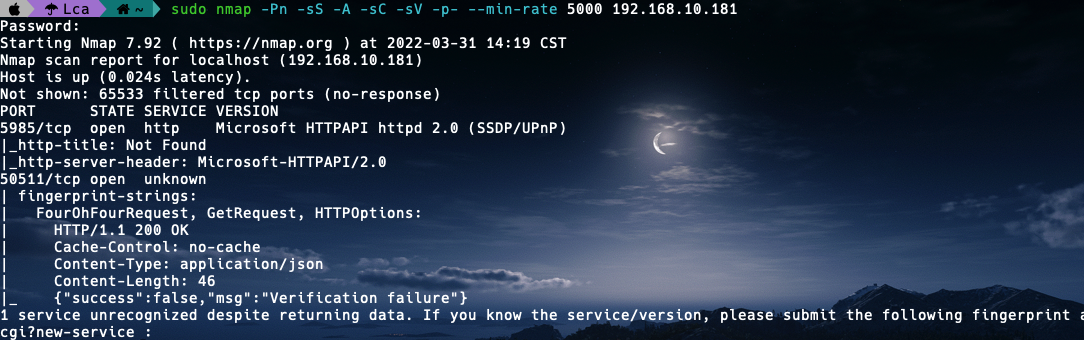 Lca ~ sudo nmap -Pn -sS -A -sC -sV -p- --min-rate 5000 192.168.10.181
Password:
Starting Nmap 7.92 ( https://nmap.org ) at 2022-03-31 14:19 CST
Nmap scan report for localhost (192.168.10.181)
Host is up (0.024s latency).
Not shown: 65533 filtered tcp ports (no-response)
PORT      STATE SERVICE VERSION
5985/tcp  open  http    Microsoft HTTPAPI httpd 2.0 (SSDP/UPnP)
|_http-title: Not Found
|_http-server-header: Microsoft-HTTPAPI/2.0
50511/tcp open  unknown
| fingerprint-strings:
|   FourOhFourRequest, GetRequest, HTTPOptions:
|     HTTP/1.1 200 OK
|     Cache-Control: no-cache
|     Content-Type: application/json
|     Content-Length: 46
|_    {"success":false,"msg":"Verification failure"}
1 service unrecognized despite returning data. If you know the service/version, please submit the following fingerprint a
cgi?new-service :